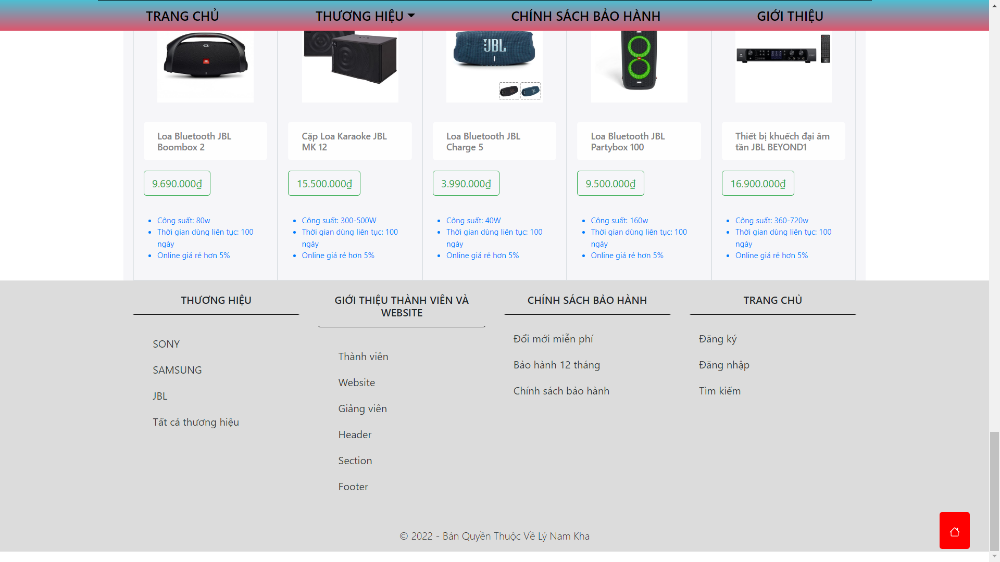 TRANG CHỦ
THƯƠNG HIỆU
CHÍNH SÁCH BẢO HÀNH
GIỚI THIỆU
JBL
Loa Bluetooth JBL
Boombox 2
Cặp Loa Karaoke JBL
MK 12
Loa Bluetooth JBL
Charge 5
Loa Bluetooth JBL
Partybox 100
Thiết bị khuếch đại âm
tần JBL BEYOND1
9.690.000₫
15.500.000₫
3.990.000₫
9.500.000₫
16.900.000₫
Công suất: 80w
Thời gian dùng liên tục: 100
ngày
Online giá rẻ hơn 5%
Công suất: 300-500W
Thời gian dùng liên tục: 100
ngày
Online giá rẻ hơn 5%
Công suất: 40W
Thời gian dùng liên tục: 100
ngày
Online giá rẻ hơn 5%
Công suất: 160w
Thời gian dùng liên tục: 100
ngày
Online giá rẻ hơn 5%
Công suất: 360-720w
Thời gian dùng liên tục: 100
ngày
Online giá rẻ hơn 5%
THƯƠNG HIỆU
SONY
SAMSUNG
JBL
Tất cả thương hiệu
GIỚI THIỆU THÀNH VIÊN VÀ
WEBSITE
Thành viên
Website
Giảng viên
Header
Section
Footer
CHÍNH SÁCH BẢO HÀNH
Đổi mới miễn phí
Bảo hành 12 tháng
Chính sách bảo hành
TRANG CHỦ
Đăng ký
Đăng nhập
Tìm kiếm
© 2022 - Bản Quyền Thuộc Về Lý Nam Kha